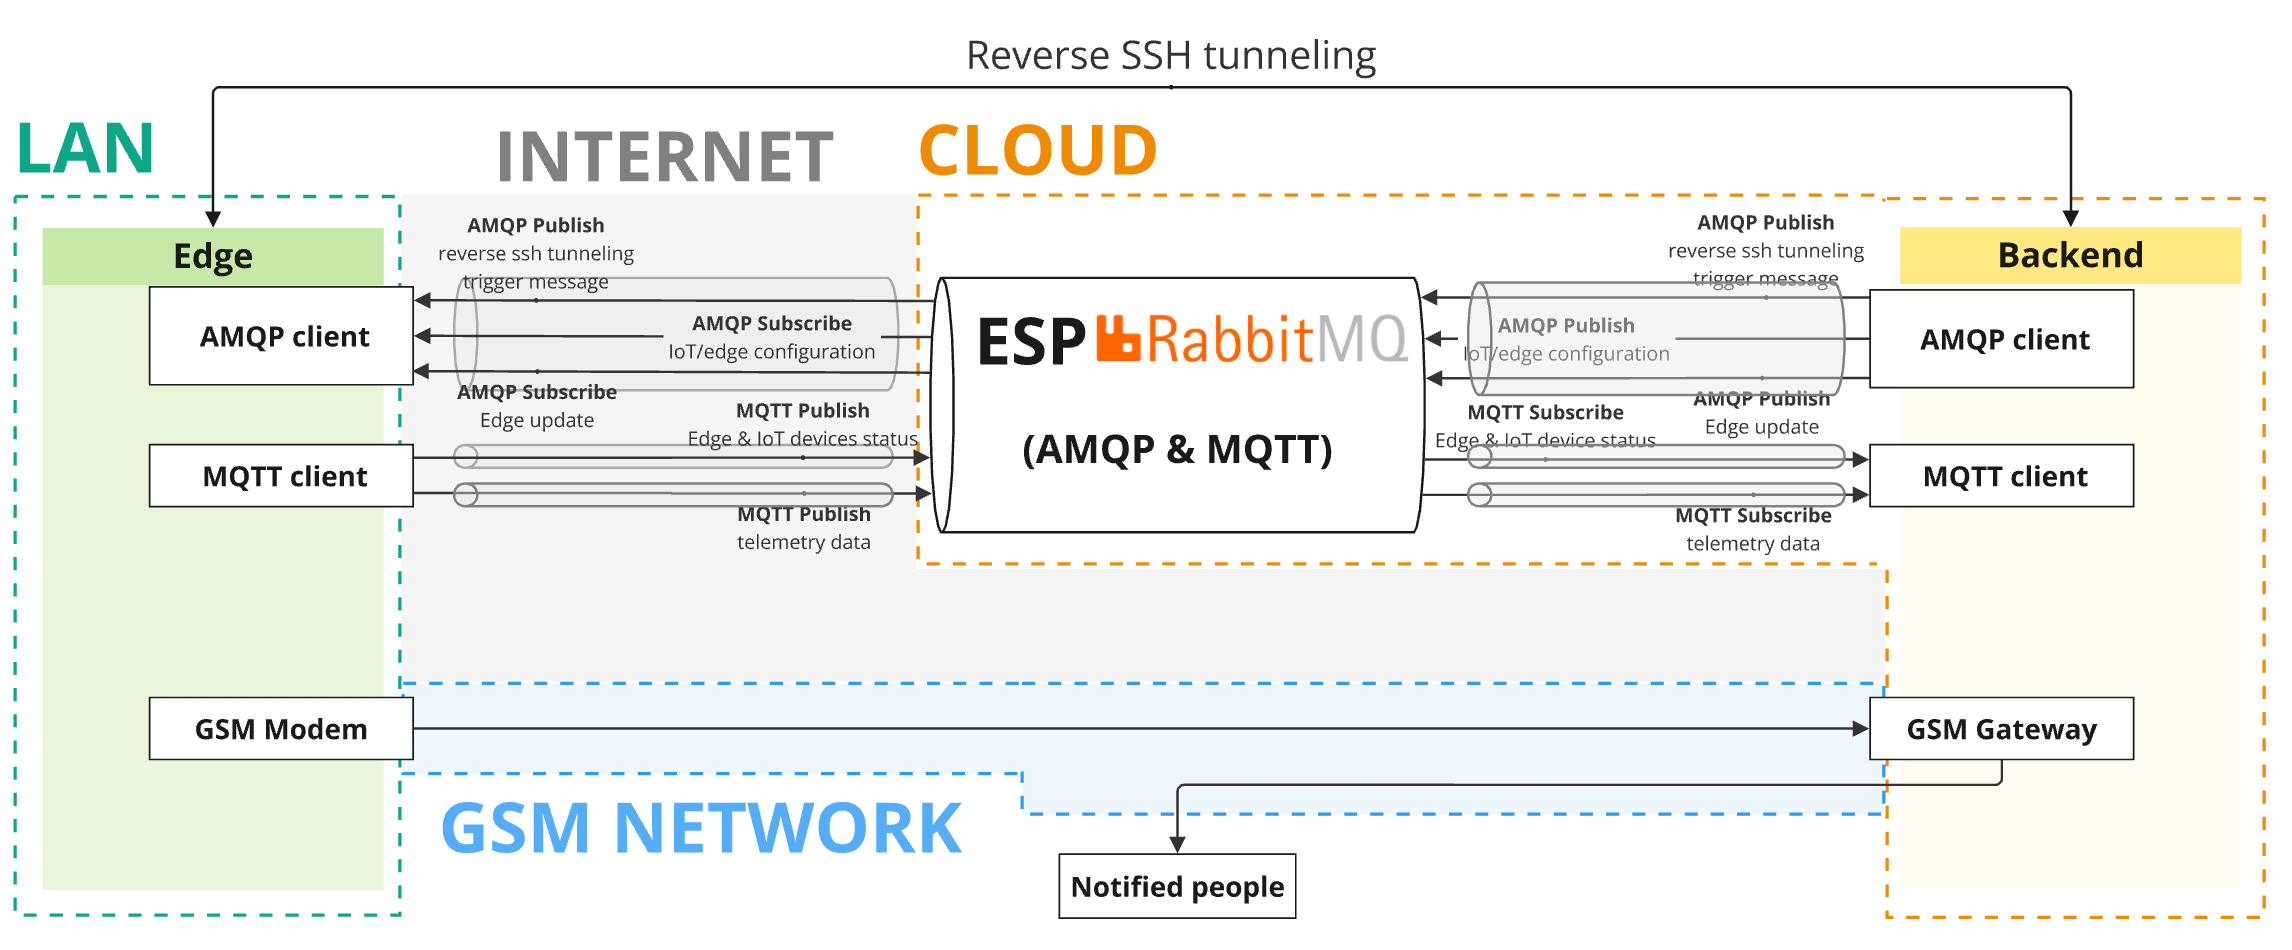 Reverse SSH tunneling
LAN
INTERNET
CLOUD
Edge
AMQP client
MQTT client
GSM Modem
AMQP Publish
reverse ssh tunneling
trigger message
AMQP Subscribe
IoT/edge configuration
AMQP Subscribe
Edge update
MQTT Publish
Edge & IoT devices status
MQTT Publish
telemetry data
ESP RabbitMQ
(AMQP & MQTT)
AMQP Publish
reverse ssh tunneling
trigger message
AMQP Publish
IoT/edge configuration
AMQP Publish
Edge update
MQTT Subscribe
Edge & IoT device status
MQTT Subscribe
telemetry data
Backend
AMQP client
MQTT client
GSM Gateway
GSM NETWORK
Notified people